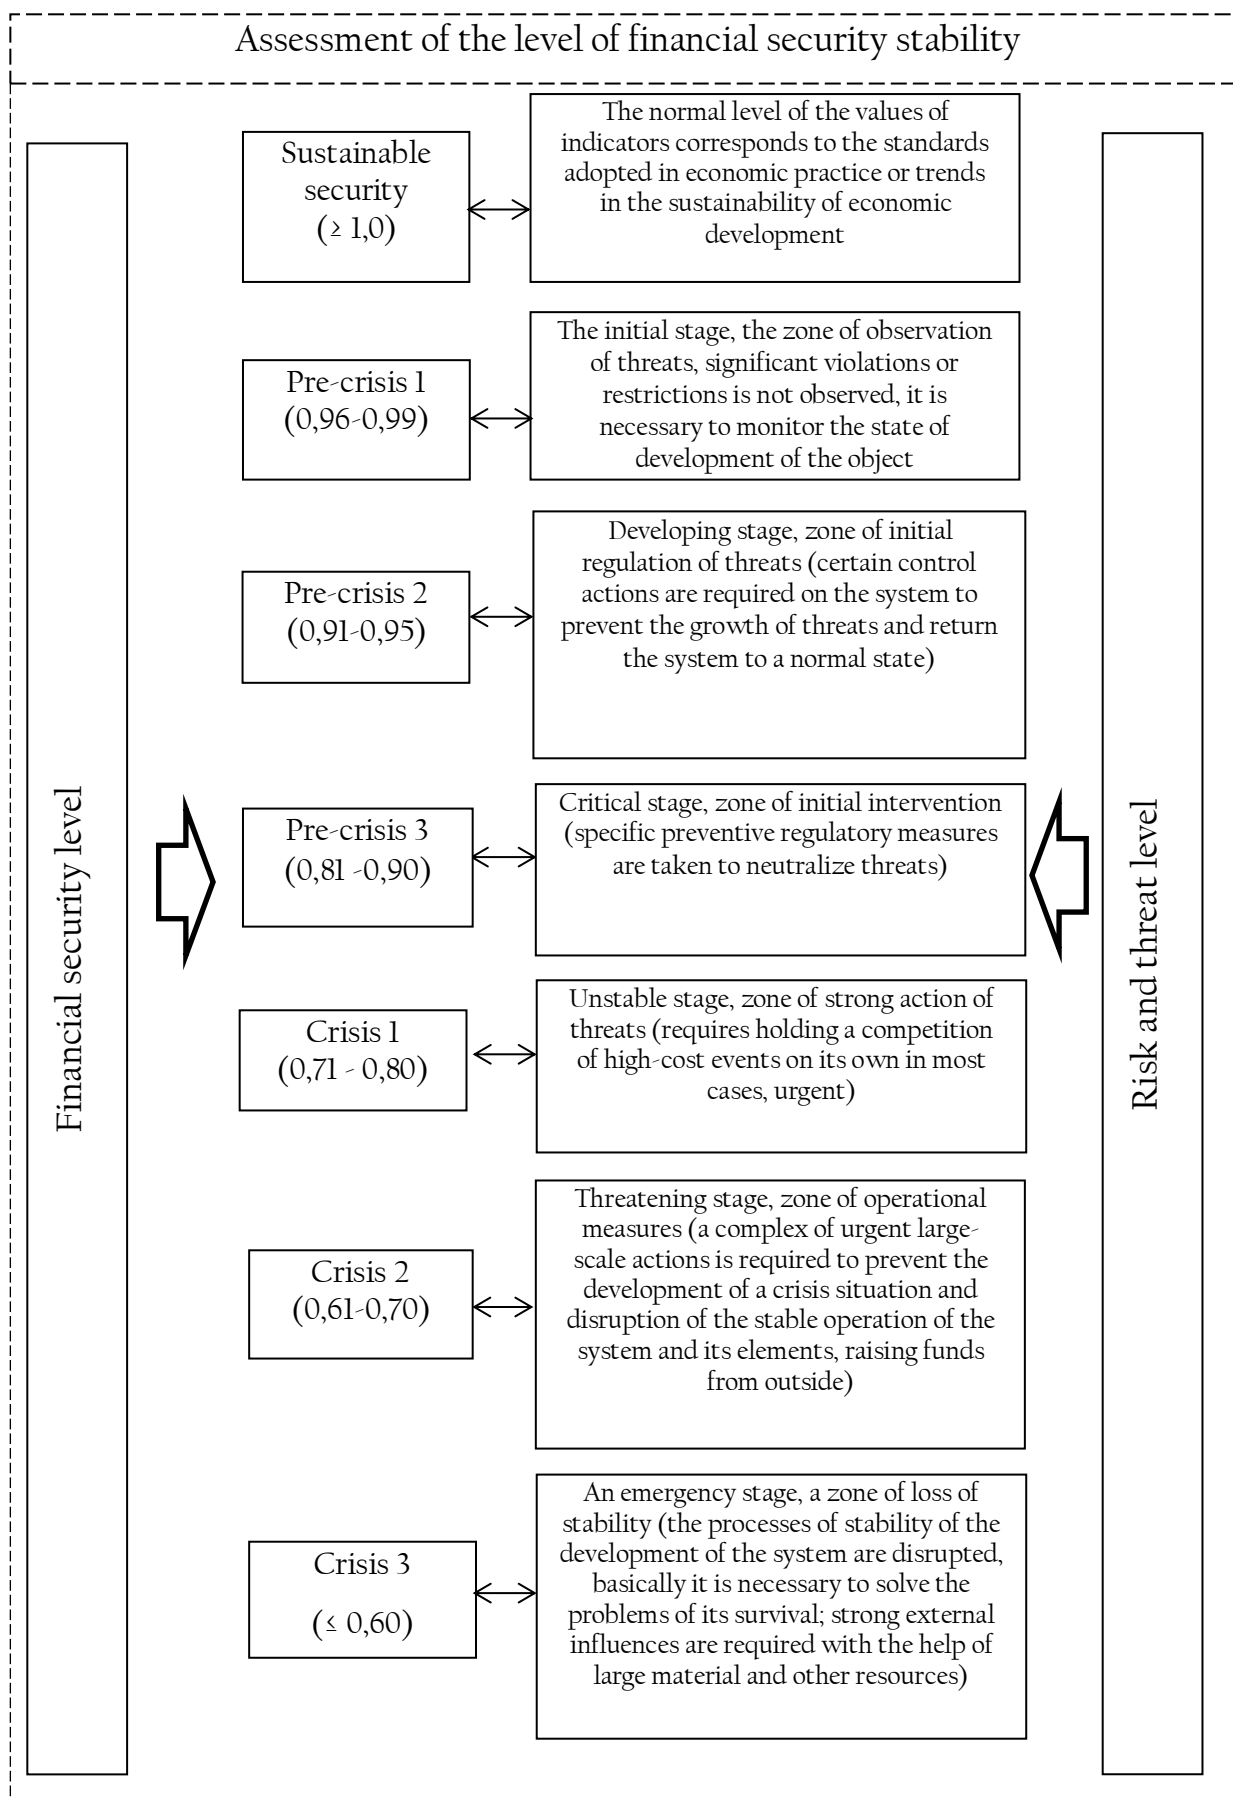 Assessment of the level of financial security stability
Financial security level
Sustainable
security
(≥ 1,0)
The normal level of the values of
indicators corresponds to the standards
adopted in economic practice or trends
in the sustainability of economic
development
Pre-crisis 1
(0,96-0,99)
The initial stage, the zone of observation
of threats, significant violations or
restrictions is not observed, it is
necessary to monitor the state of
development of the object
Pre-crisis 2
(0,91-0,95)
Developing stage, zone of initial
regulation of threats (certain control
actions are required on the system to
prevent the growth of threats and return
the system to a normal state)
Pre-crisis 3
(0,81 -0,90)
Critical stage, zone of initial intervention
(specific preventive regulatory measures
are taken to neutralize threats)
Crisis 1
(0,71 - 0,80)
Unstable stage, zone of strong action of
threats (requires holding a competition
of high-cost events on its own in most
cases, urgent)
Crisis 2
(0,61-0,70)
Threatening stage, zone of operational
measures (a complex of urgent large-
scale actions is required to prevent the
development of a crisis situation and
disruption of the stable operation of the
system and its elements, raising funds
from outside)
Crisis 3
(≤ 0,60)
An emergency stage, a zone of loss of
stability (the processes of stability of the
development of the system are disrupted,
basically it is necessary to solve the
problems of its survival; strong external
influences are required with the help of
large material and other resources)
Risk and threat level